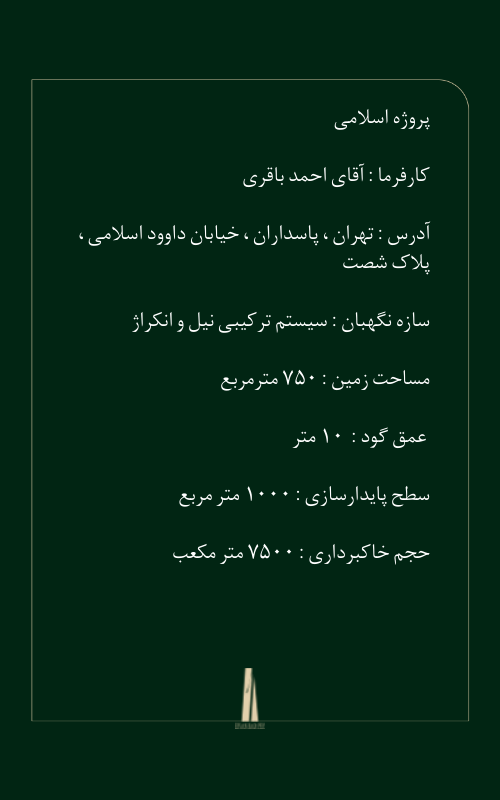 پروژه اسلامی
کارفرما : آقای احمد باقری
آدرس : تهران ، پاسداران ، خیابان داوود اسلامی ،
پلاک شصت
سازه نگهبان : سیستم ترکیبی نیل و انکراژ
مساحت زمین : ۷۵۰ مترمربع
عمق گود : ۱۰ متر
سطح پایدارسازی : ۱۰۰۰ متر مربع
حجم خاکبرداری : ۷۵۰۰ متر مکعب